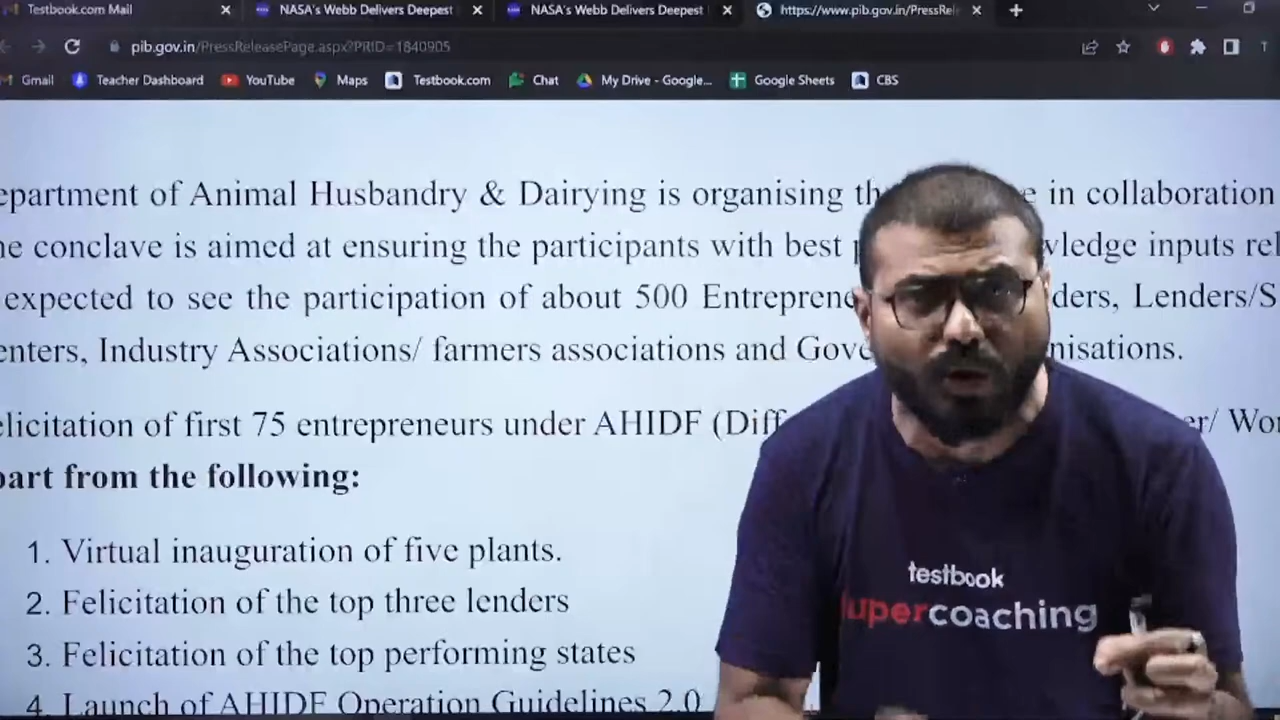 Testbook.com Mail
NASA's Webb Delivers Deepest
NASA's Webb Delivers Deepest
https://www.pib.gov.in/PressRel
pib.gov.in/PressReleasePage.aspx?PRID=1840905
Gmail Teacher Dashboard YouTube Maps Testbook.com Chat My Drive - Google... Google Sheets CBS
epartment of Animal Husbandry & Dairying is organising th e in collaboration
he conclave is aimed at ensuring the participants with best p wledge inputs rel
expected to see the participation of about 500 Entreprene ders, Lenders/S
enters, Industry Associations/ farmers associations and Gove nisations.
elicitation of first 75 entrepreneurs under AHIDF (Diff er/ Wor
part from the following:
1. Virtual inauguration of five plants.
2. Felicitation of the top three lenders
3. Felicitation of the top performing states
4. Launch of AHIDF Operation Guidelines 2.0
testbook
supercoaching